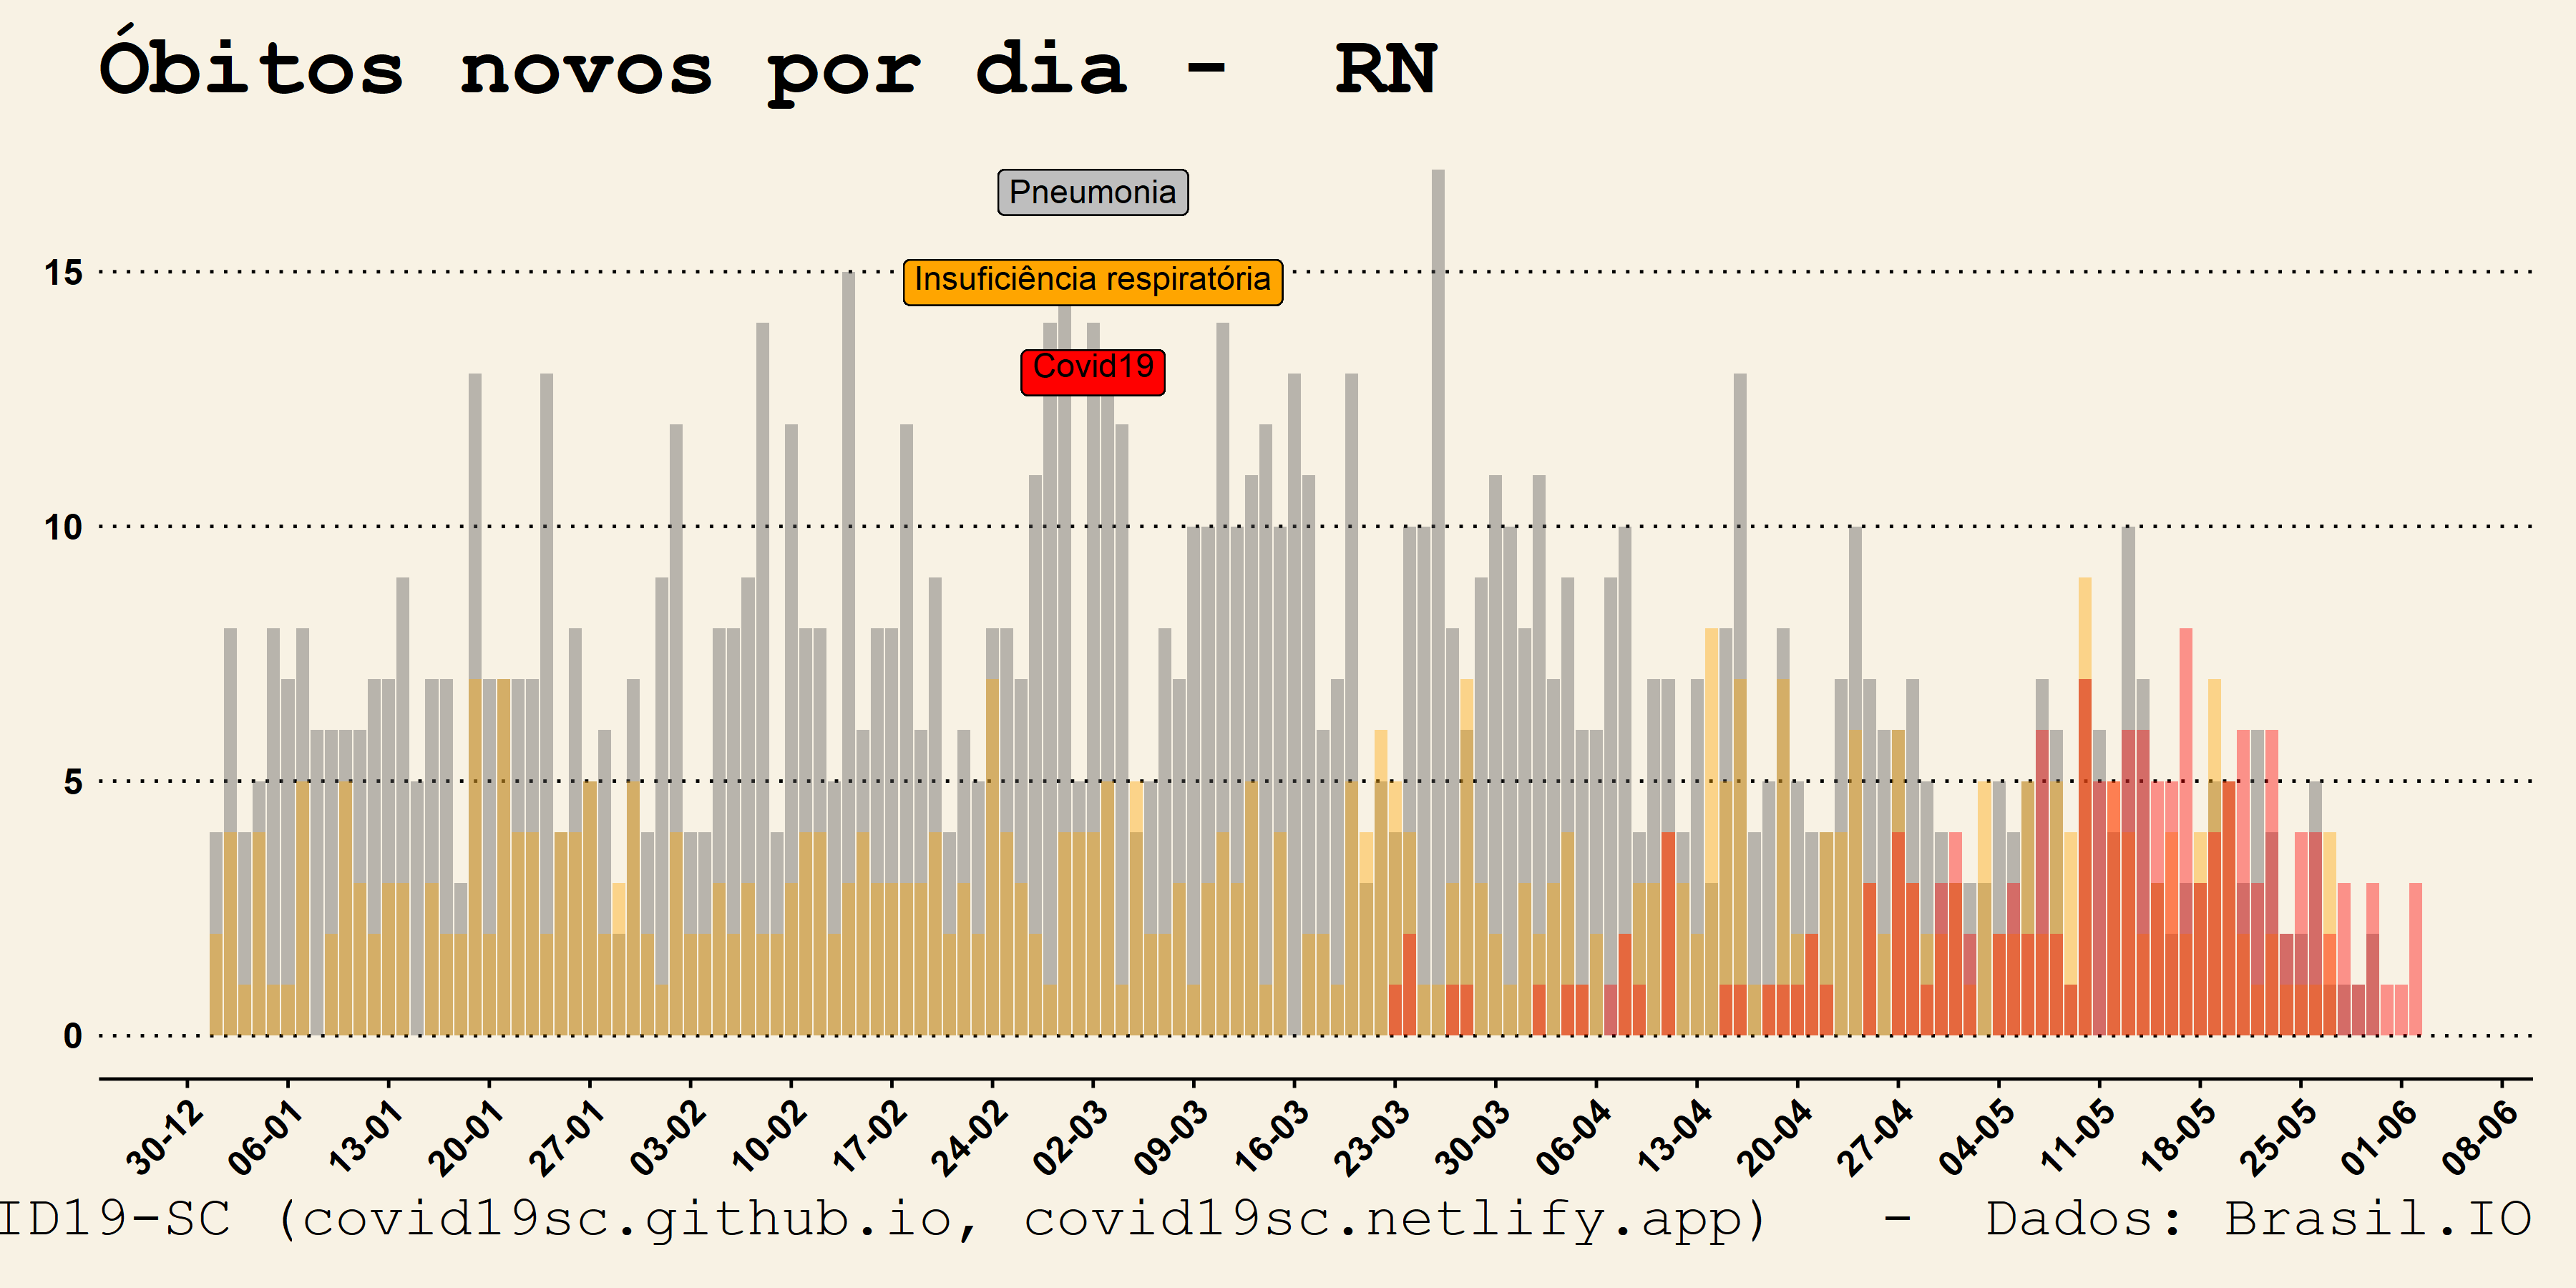 Óbitos novos por dia - RN
Pneumonia
15
Insuficiência respiratória
Covid19
10
5
0
30-12 06-01 13-01 20-01 27-01 03-02 10-02 17-02 24-02 02-03 09-03 16-03 23-03 30-03 06-04 13-04 20-04 27-04 04-05 11-05 18-05 25-05 01-06 08-06
ID19-SC (covid19sc.github.io, covid19sc.netlify.app) - Dados: Brasil.IO